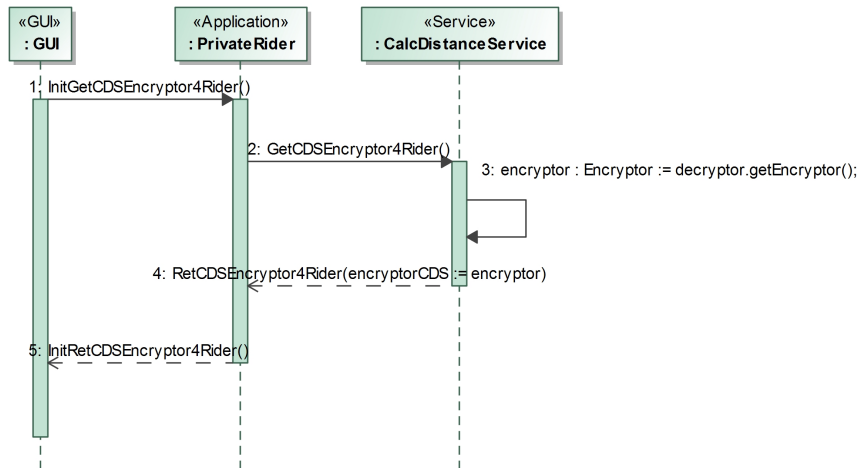 «GUI»
: GUI
«Application»
: PrivateRider
«Service»
: CalcDistanceService
1: InitGetCDSEncryptor4Rider()
2: GetCDSEncryptor4Rider()
3: encryptor : Encryptor := decryptor.getEncryptor();
4: RetCDSEncryptor4Rider(encryptorCDS := encryptor)
5: InitRetCDSEncryptor4Rider()